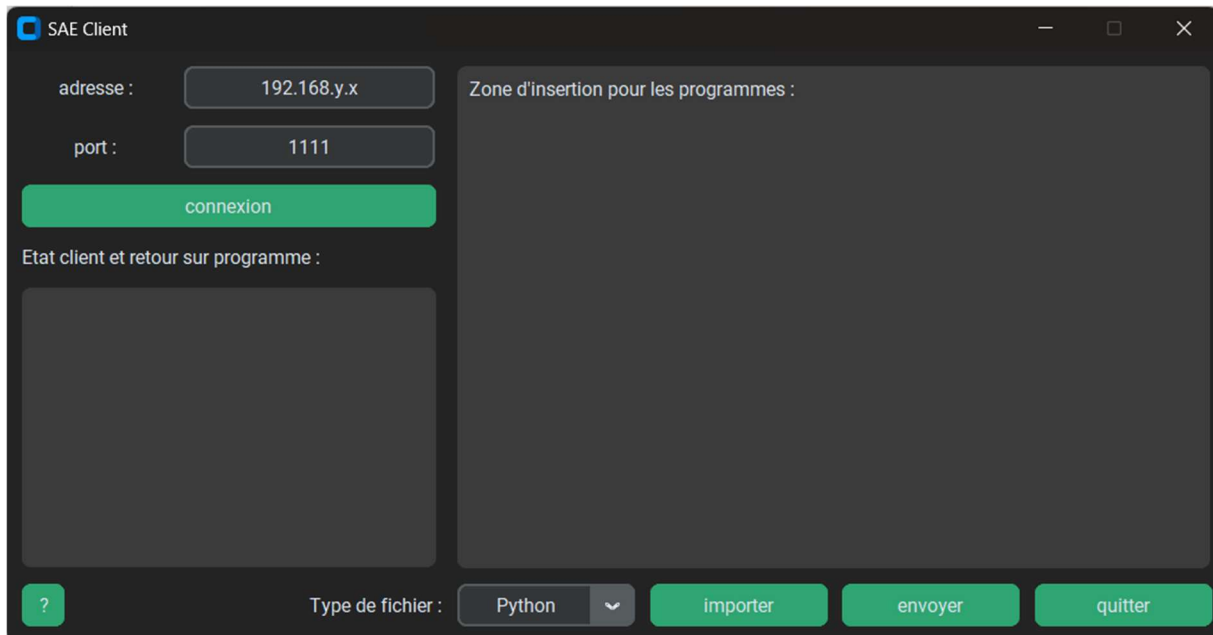 SAE Client
adresse :
192.168.y.x
port :
1111
connexion
Etat client et retour sur programme :
Zone d'insertion pour les programmes :
?
Type de fichier :
Python
importer
envoyer
quitter